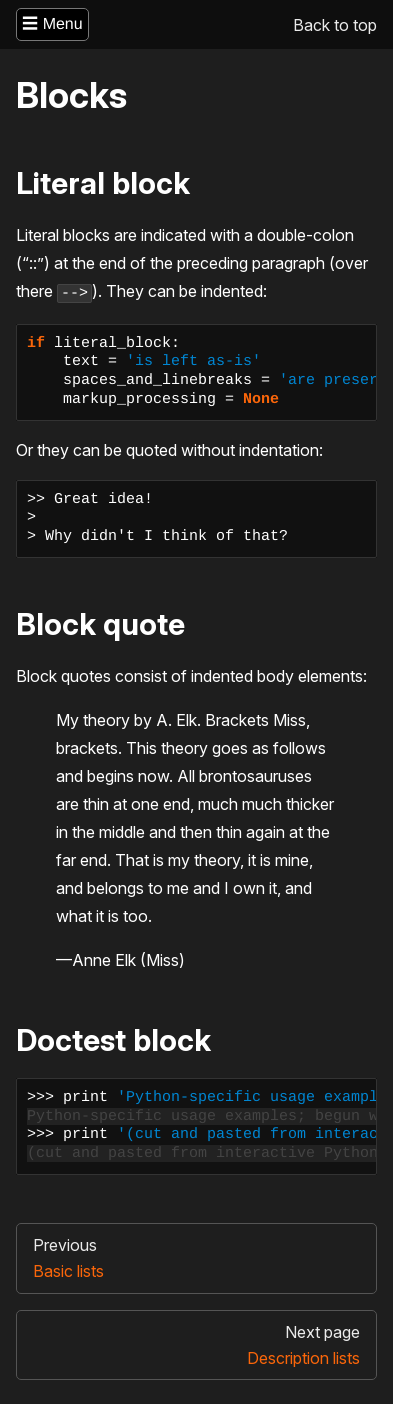 ☰ Menu
Back to top
Blocks
Literal block
Literal blocks are indicated with a double-colon
(“::”) at the end of the preceding paragraph (over
there -->). They can be indented:
if literal_block:
    text = 'is left as-is'
    spaces_and_linebreaks = 'are preser
    markup_processing = None
Or they can be quoted without indentation:
>> Great idea!
>
> Why didn't I think of that?
Block quote
Block quotes consist of indented body elements:
My theory by A. Elk. Brackets Miss,
brackets. This theory goes as follows
and begins now. All brontosauruses
are thin at one end, much much thicker
in the middle and then thin again at the
far end. That is my theory, it is mine,
and belongs to me and I own it, and
what it is too.
—Anne Elk (Miss)
Doctest block
>>> print 'Python-specific usage exampl
Python-specific usage examples; begun w
>>> print '(cut and pasted from interac
(cut and pasted from interactive Python
Previous
Basic lists
Next page
Description lists